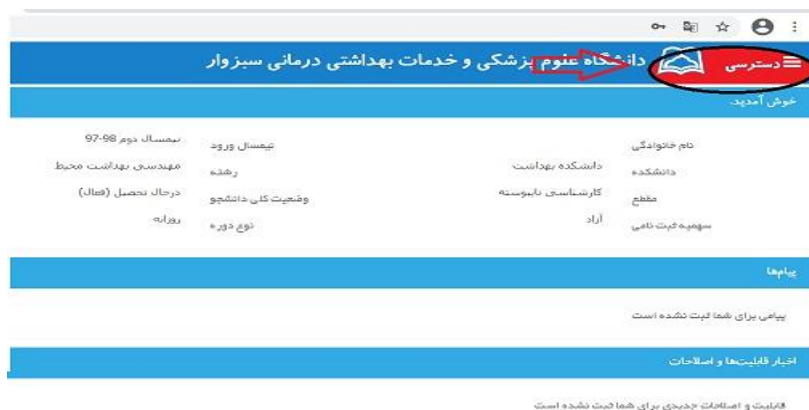 دسترسی دانشگاه علوم پزشکی و خدمات بهداشتی درمانی سبزوار
خوش آمدید.
نام خانوادگی نیمسال ورود نیمسال دوم 98-97
دانشکده دانشکده بهداشت رشته مهندسی بهداشت محیط
مقطع کارشناسی ناپیوسته وضعیت کلی دانشجو درحال تحصیل (فعال)
سهمیه ثبت نامی آزاد نوع دوره روزانه
پیام‌ها
پیامی برای شما ثبت نشده است
اخبار قابلیت‌ها و اصلاحات
قابلیت و اصلاحات جدیدی برای شما ثبت نشده است